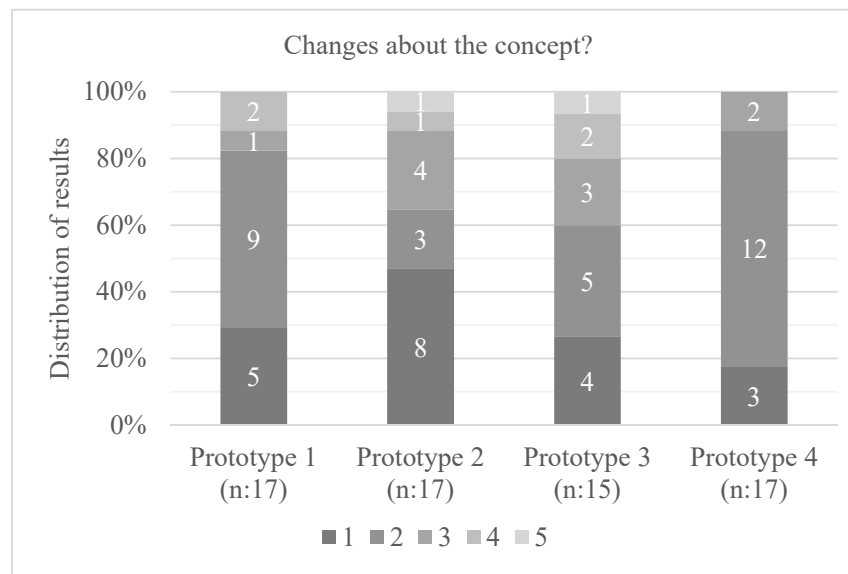 Changes about the concept?
Distribution of results
100%
80%
60%
40%
20%
0%
2
1
9
5
1
1
4
3
8
1
2
3
5
4
2
12
3
Prototype 1
(n:17)
Prototype 2
(n:17)
Prototype 3
(n:15)
Prototype 4
(n:17)
1 2 3 4 5